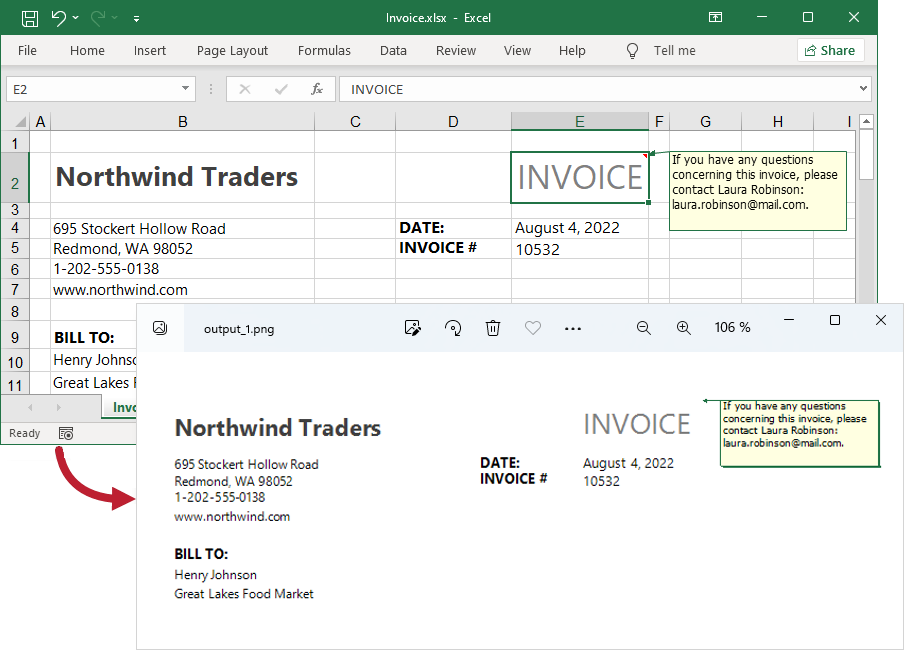 Invoice.xlsx - Excel
File Home Insert Page Layout Formulas Data Review View Help Tell me Share
E2 fx INVOICE
A B C D E F G H I
1
2 Northwind Traders INVOICE
If you have any questions
concerning this invoice, please
contact Laura Robinson:
laura.robinson@mail.com.
3
4 695 Stockert Hollow Road DATE: August 4, 2022
5 Redmond, WA 98052 INVOICE # 10532
6 1-202-555-0138
7 www.northwind.com
8
9 BILL TO:
10 Henry Johnso
11 Great Lakes F
Invo
Ready
output_1.png 106 %
Northwind Traders INVOICE
If you have any questions
concerning this invoice, please
contact Laura Robinson:
laura.robinson@mail.com.
695 Stockert Hollow Road DATE: August 4, 2022
Redmond, WA 98052 INVOICE # 10532
1-202-555-0138
www.northwind.com
BILL TO:
Henry Johnson
Great Lakes Food Market